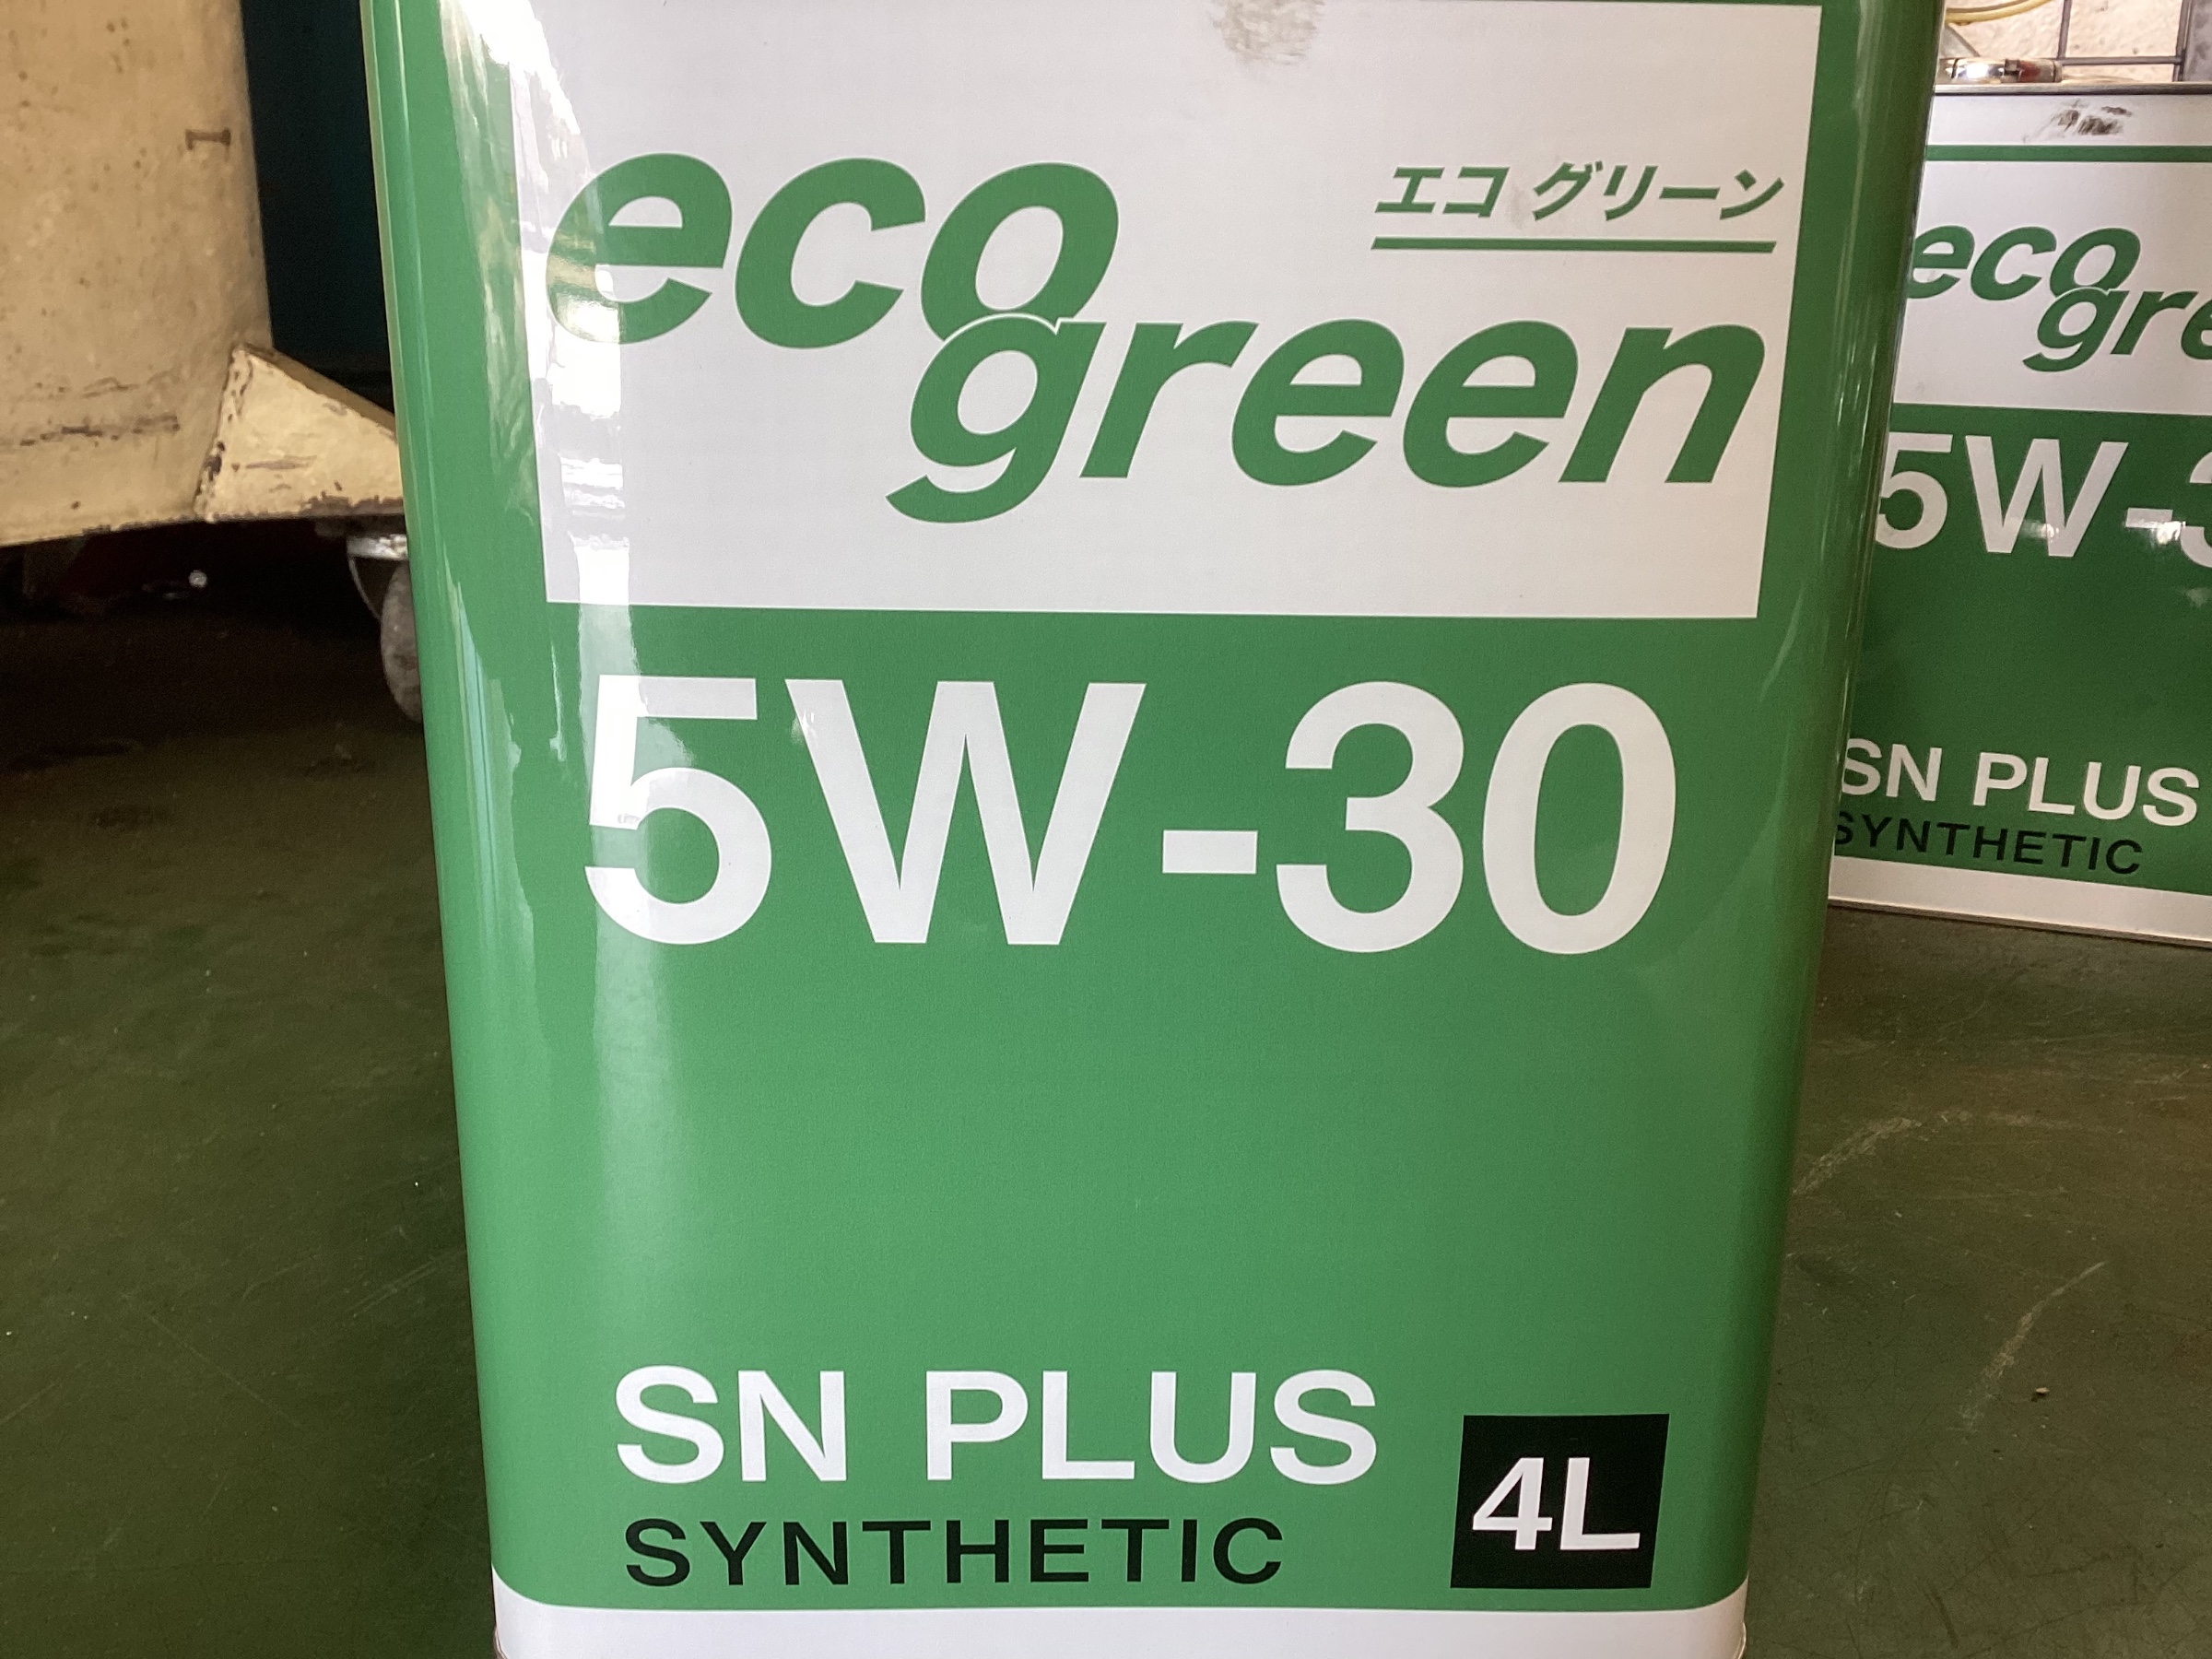 eco
エコ グリーン
green
5W-30
SN PLUS
SYNTHETIC
4L
eco
5W-3
SN PLUS
SYNTHETIC